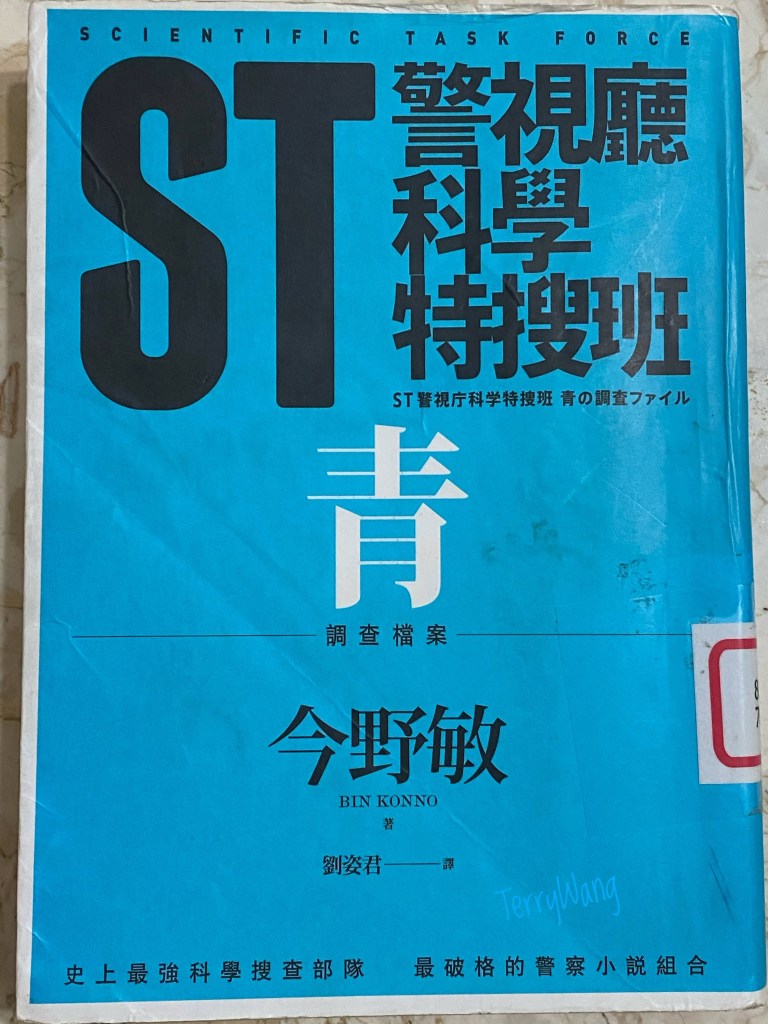 SCIENTIFIC TASK FORCE
ST
警視廳
科學
特搜班
ST 警視庁科学特捜班 青の調査ファイル
青
調查檔案
今野敏
BIN KONNO
著
劉姿君——譯
TerryWang
史上最強科學搜查部隊 最破格的警察小說組合
8
7